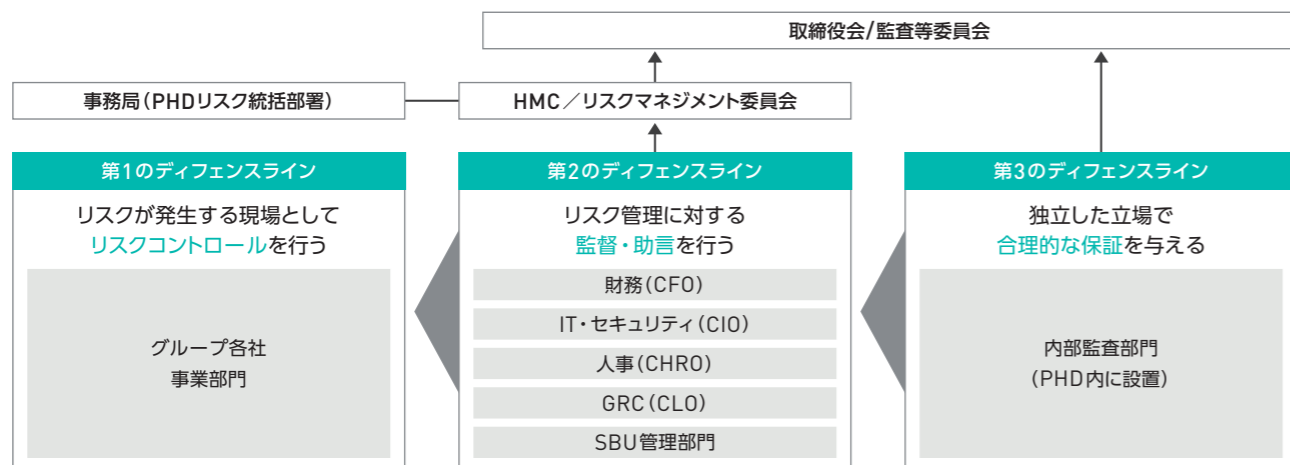 取締役会/監査等委員会
事務局(PHDリスク統括部署)
HMC／リスクマネジメント委員会
第1のディフェンスライン
リスクが発生する現場として
リスクコントロールを行う
グループ各社
事業部門
第2のディフェンスライン
リスク管理に対する
監督・助言を行う
財務(CFO)
IT・セキュリティ(CIO)
人事(CHRO)
GRC(CLO)
SBU管理部門
第3のディフェンスライン
独立した立場で
合理的な保証を与える
内部監査部門
(PHD内に設置)